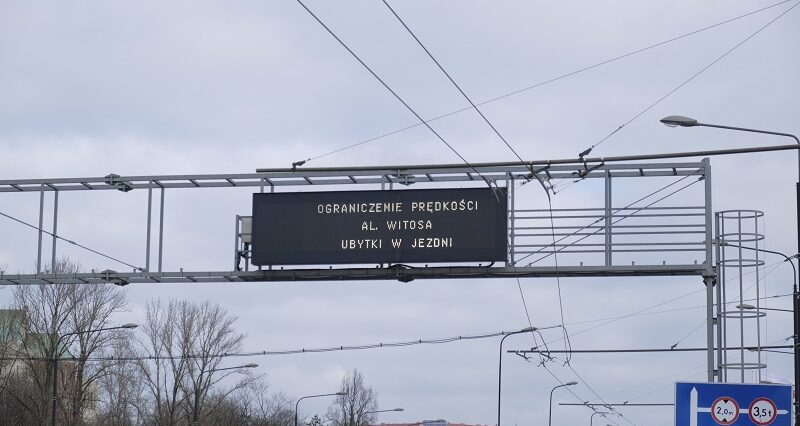 OGRANICZENIE PRĘDKOŚCI
AL. WITOSA
UBYTKI W JEZDNI
2,0m
3,5t